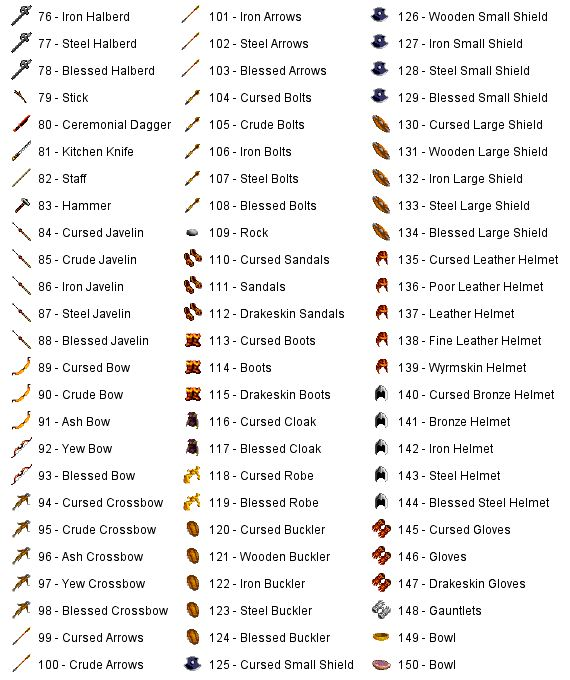 76 - Iron Halberd
77 - Steel Halberd
78 - Blessed Halberd
79 - Stick
80 - Ceremonial Dagger
81 - Kitchen Knife
82 - Staff
83 - Hammer
84 - Cursed Javelin
85 - Crude Javelin
86 - Iron Javelin
87 - Steel Javelin
88 - Blessed Javelin
89 - Cursed Bow
90 - Crude Bow
91 - Ash Bow
92 - Yew Bow
93 - Blessed Bow
94 - Cursed Crossbow
95 - Crude Crossbow
96 - Ash Crossbow
97 - Yew Crossbow
98 - Blessed Crossbow
99 - Cursed Arrows
100 - Crude Arrows
101 - Iron Arrows
102 - Steel Arrows
103 - Blessed Arrows
104 - Cursed Bolts
105 - Crude Bolts
106 - Iron Bolts
107 - Steel Bolts
108 - Blessed Bolts
109 - Rock
110 - Cursed Sandals
111 - Sandals
112 - Drakeskin Sandals
113 - Cursed Boots
114 - Boots
115 - Drakeskin Boots
116 - Cursed Cloak
117 - Blessed Cloak
118 - Cursed Robe
119 - Blessed Robe
120 - Cursed Buckler
121 - Wooden Buckler
122 - Iron Buckler
123 - Steel Buckler
124 - Blessed Buckler
125 - Cursed Small Shield
126 - Wooden Small Shield
127 - Iron Small Shield
128 - Steel Small Shield
129 - Blessed Small Shield
130 - Cursed Large Shield
131 - Wooden Large Shield
132 - Iron Large Shield
133 - Steel Large Shield
134 - Blessed Large Shield
135 - Cursed Leather Helmet
136 - Poor Leather Helmet
137 - Leather Helmet
138 - Fine Leather Helmet
139 - Wyrmskin Helmet
140 - Cursed Bronze Helmet
141 - Bronze Helmet
142 - Iron Helmet
143 - Steel Helmet
144 - Blessed Steel Helmet
145 - Cursed Gloves
146 - Gloves
147 - Drakeskin Gloves
148 - Gauntlets
149 - Bowl
150 - Bowl